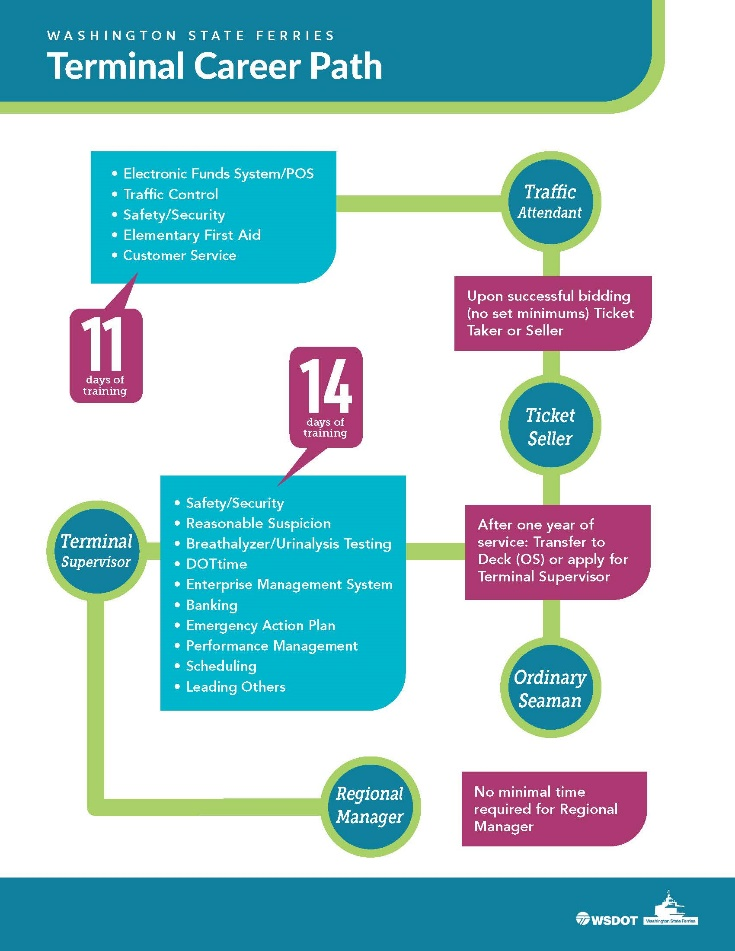 WASHINGTON STATE FERRIES
Terminal Career Path
• Electronic Funds System/POS
• Traffic Control
• Safety/Security
• Elementary First Aid
• Customer Service
Traffic
Attendant
11
days of
training
Upon successful bidding
(no set minimums) Ticket
Taker or Seller
14
days of
training
Ticket
Seller
• Safety/Security
• Reasonable Suspicion
• Breathalyzer/Urinalysis Testing
• DOTtime
• Enterprise Management System
• Banking
• Emergency Action Plan
• Performance Management
• Scheduling
• Leading Others
Terminal
Supervisor
After one year of
service: Transfer to
Deck (OS) or apply for
Terminal Supervisor
Ordinary
Seaman
Regional
Manager
No minimal time
required for Regional
Manager
WSDOT
Washington State Ferries